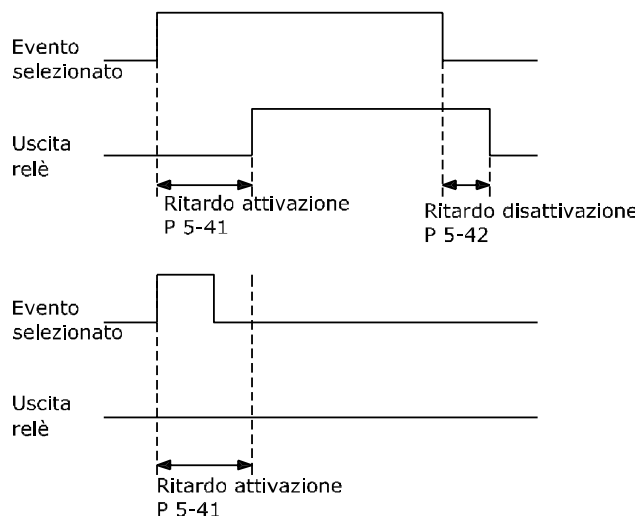 Evento
selezionato
Uscita
relè
Ritardo attivazione
P 5-41
Ritardo disattivazione
P 5-42
Evento
selezionato
Uscita
relè
Ritardo attivazione
P 5-41